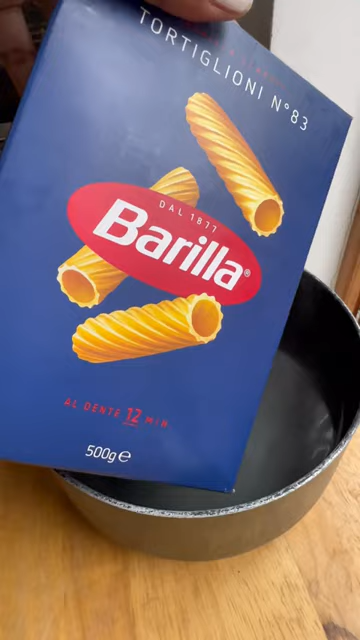 TORTIGLIONI N°83
DAL 1877
Barilla®
AL DENTE 12 MIN
500g℮